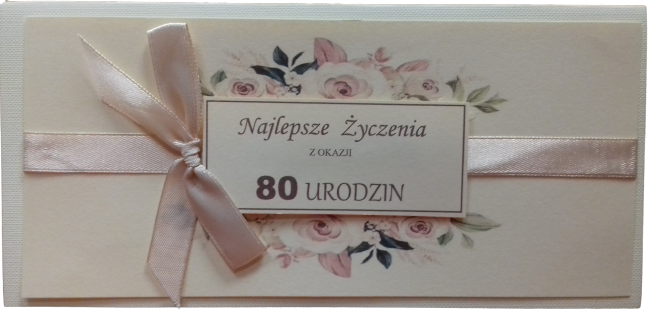 Najlepsze Życzenia
Z OKAZJI
80 URODZIN